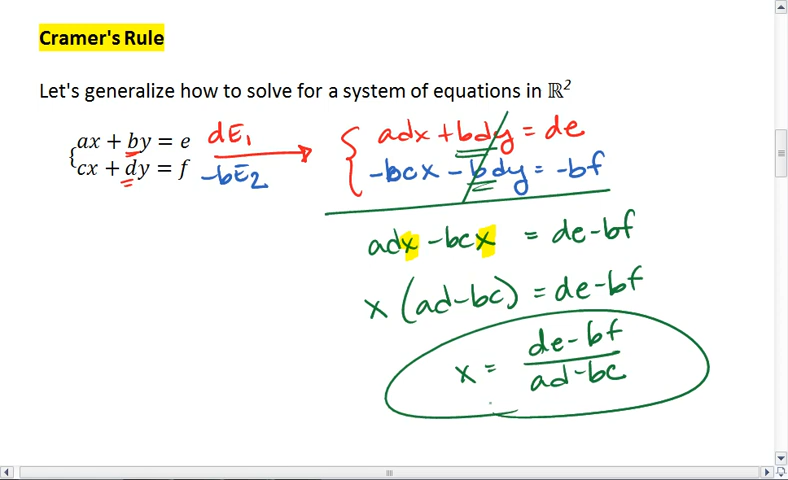 Cramer's Rule
Let's generalize how to solve for a system of equations in ℝ²
ax + by = e
cx + dy = f
dE₁
-bE₂
adx + bdy = de
-bcx - bdy = -bf
adx - bcx = de - bf
x (ad - bc) = de - bf
x = de - bf / ad - bc